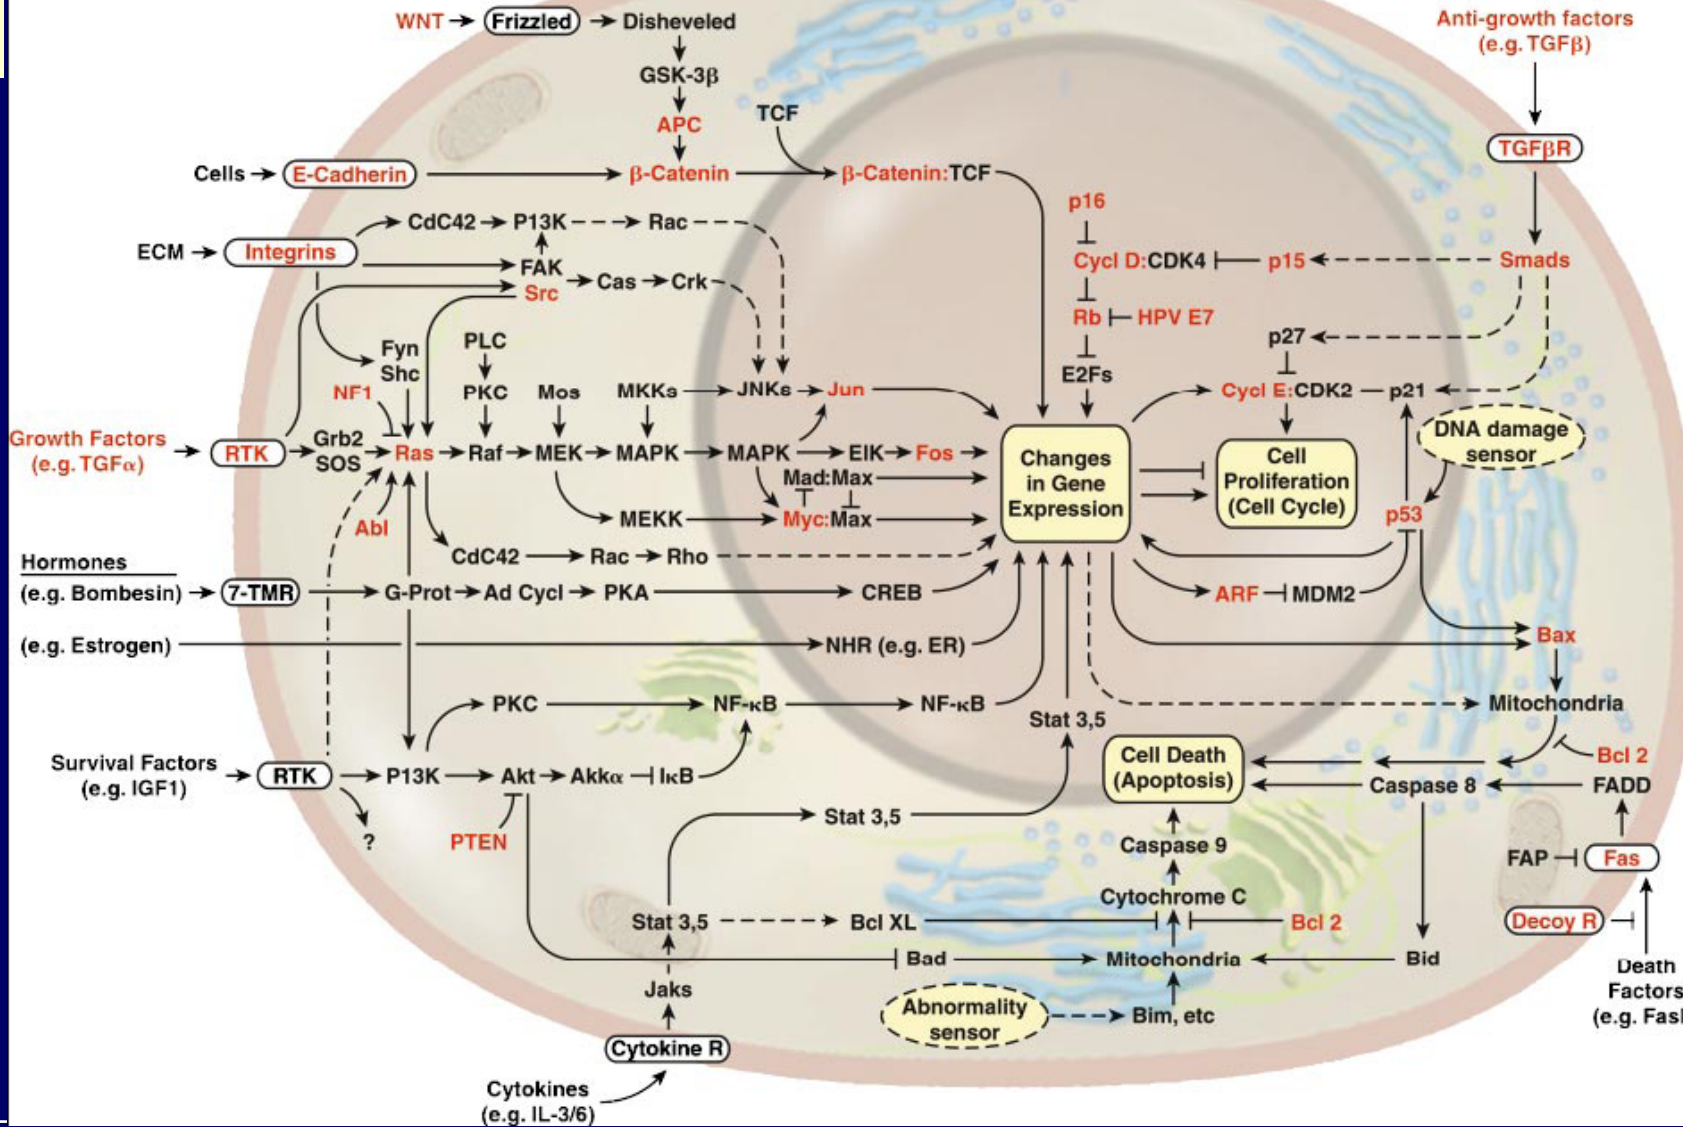 WNT
Frizzled
Disheveled
Anti-growth factors
(e.g. TGFβ)
GSK-3β
APC
TCF
TGFβR
Cells
E-Cadherin
β-Catenin
β-Catenin:TCF
p16
CdC42
P13K
Rac
ECM
Integrins
FAK
Src
Cas
Crk
Cycl D:CDK4
p15
Smads
Rb
HPV E7
PLC
p27
Fyn
Shc
NF1
PKC
Mos
MKKs
JNKs
Jun
E2Fs
Cycl E:CDK2
p21
Growth Factors
(e.g. TGFα)
RTK
Grb2
SOS
Ras
Raf
MEK
MAPK
MAPK
ElK
Fos
Changes
in Gene
Expression
Cell
Proliferation
(Cell Cycle)
DNA damage
sensor
Mad:Max
Abl
MEKK
Myc:Max
p53
CdC42
Rac
Rho
Hormones
(e.g. Bombesin)
7-TMR
G-Prot
Ad Cycl
PKA
CREB
ARF
MDM2
(e.g. Estrogen)
NHR (e.g. ER)
Bax
PKC
NF-κB
NF-κB
Stat 3,5
Mitochondria
Survival Factors
(e.g. IGF1)
RTK
P13K
Akt
Akkα
IκB
Cell Death
(Apoptosis)
Bcl 2
Caspase 8
FADD
?
PTEN
Stat 3,5
Caspase 9
FAP
Fas
Cytochrome C
Stat 3,5
Bcl XL
Bcl 2
Decoy R
Bad
Mitochondria
Bid
Death
Factors
(e.g. Fasl
Jaks
Abnormality
sensor
Bim, etc
Cytokine R
Cytokines
(e.g. IL-3/6)